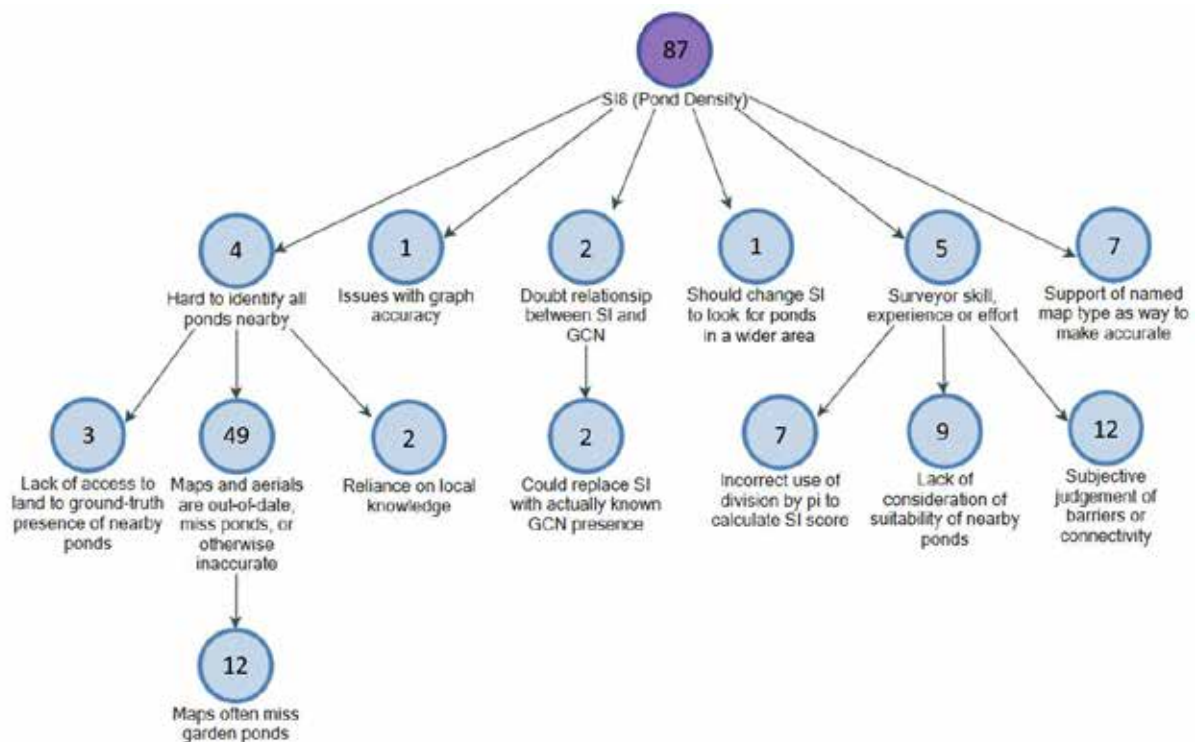 87
SI8 (Pond Density)
4
1
2
1
5
7
Hard to identify all
ponds nearby
Issues with graph
accuracy
Doubt relationsip
between SI and
GCN
Should change SI
to look for ponds
in a wider area
Surveyor skill,
experience or effort
Support of named
map type as way to
make accurate
3
49
2
2
7
9
12
Lack of access to
land to ground-truth
presence of nearby
ponds
Maps and aerials
are out-of-date,
miss ponds, or
otherwise
inaccurate
Reliance on local
knowledge
Could replace SI
with actually known
GCN presence
Incorrect use of
division by pi to
calculate SI score
Lack of
consideration of
suitability of nearby
ponds
Subjective
judgement of
barriers or
connectivity
12
Maps often miss
garden ponds